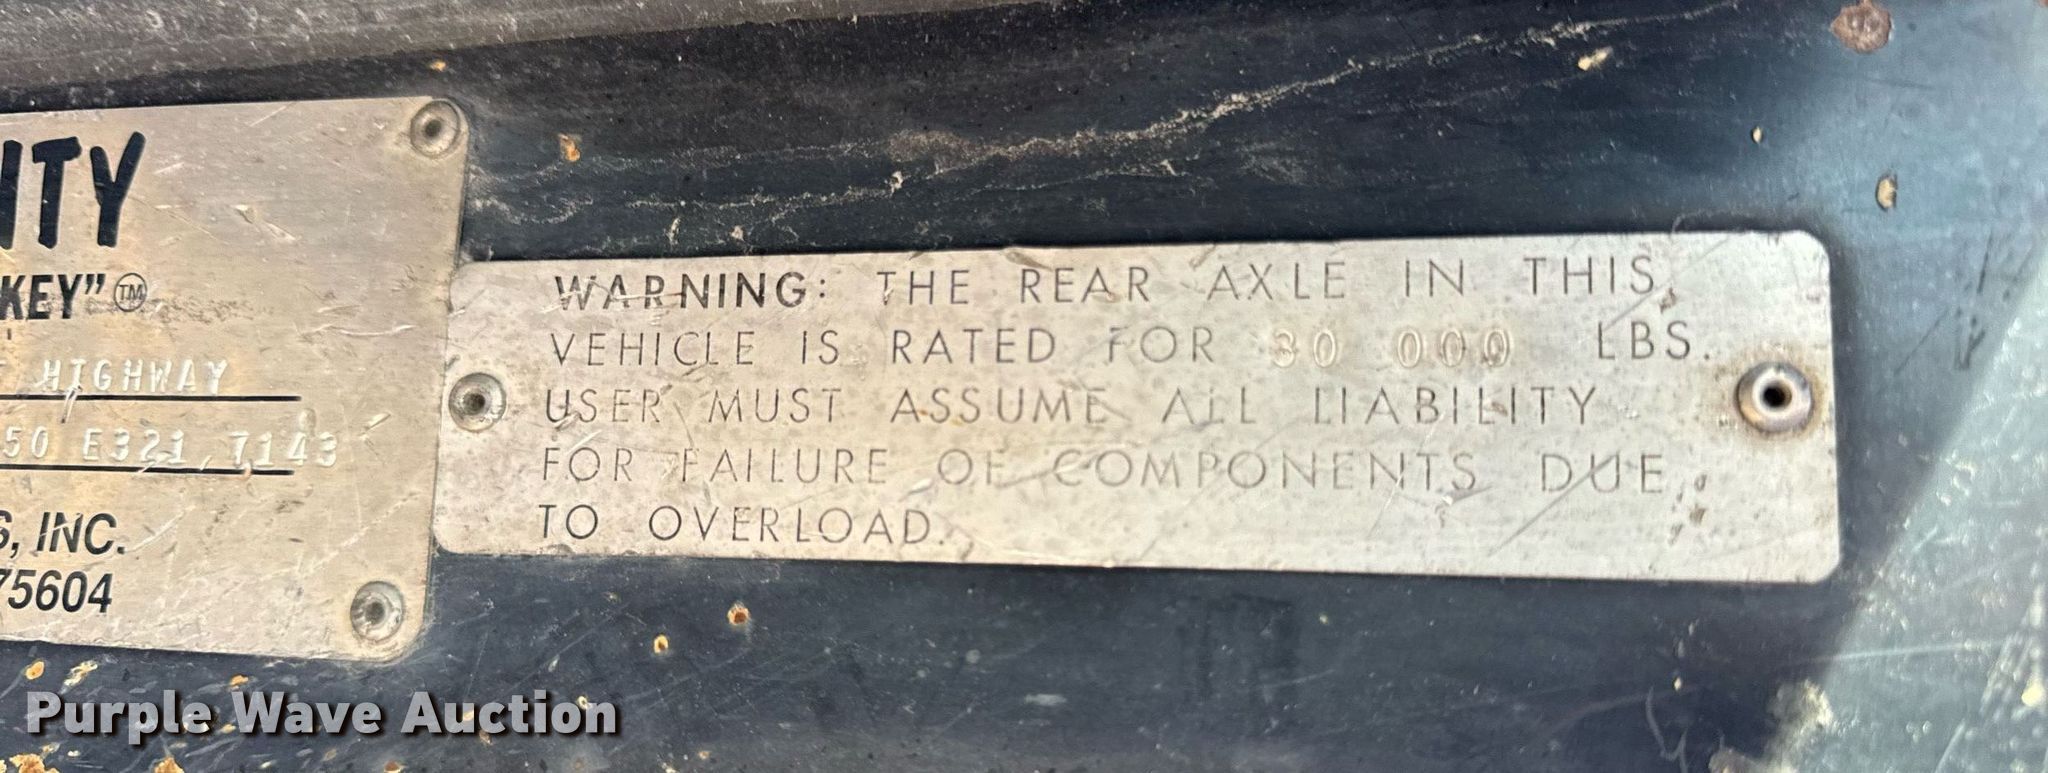 ITY
KEY" TM
HIGHWAY
50 E321,7143
S, INC.
75604
WARNING: THE REAR AXLE IN THIS
VEHICLE IS RATED FOR 30 000 LBS.
USER MUST ASSUME ALL LIABILITY
FOR FAILURE OF COMPONENTS DUE
TO OVERLOAD.
Purple Wave Auction